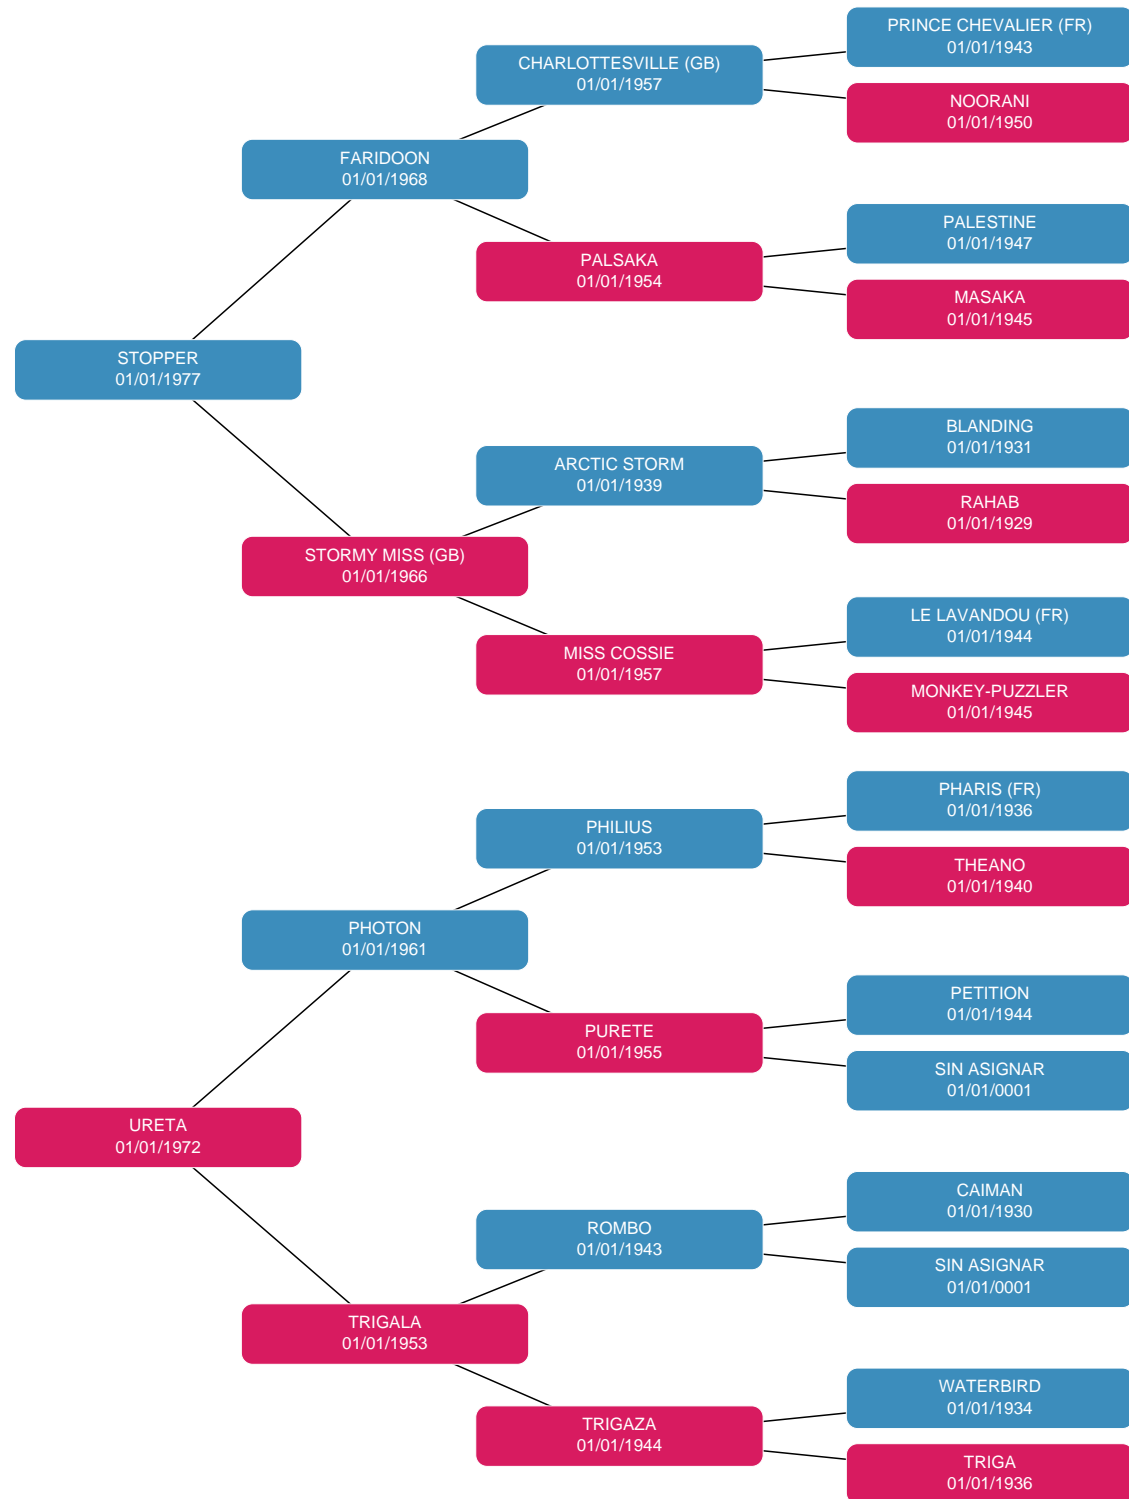 PRINCE CHEVALIER (FR)
01/01/1943
CHARLOTTESVILLE (GB)
01/01/1957
NOORANI
01/01/1950
FARIDOON
01/01/1968
PALESTINE
01/01/1947
PALSAKA
01/01/1954
MASAKA
01/01/1945
STOPPER
01/01/1977
BLANDING
01/01/1931
ARCTIC STORM
01/01/1939
RAHAB
01/01/1929
STORMY MISS (GB)
01/01/1966
LE LAVANDOU (FR)
01/01/1944
MISS COSSIE
01/01/1957
MONKEY-PUZZLER
01/01/1945
PHARIS (FR)
01/01/1936
PHILIUS
01/01/1953
THEANO
01/01/1940
PHOTON
01/01/1961
PETITION
01/01/1944
PURETE
01/01/1955
SIN ASIGNAR
01/01/0001
URETA
01/01/1972
CAIMAN
01/01/1930
ROMBO
01/01/1943
SIN ASIGNAR
01/01/0001
TRIGALA
01/01/1953
WATERBIRD
01/01/1934
TRIGAZA
01/01/1944
TRIGA
01/01/1936